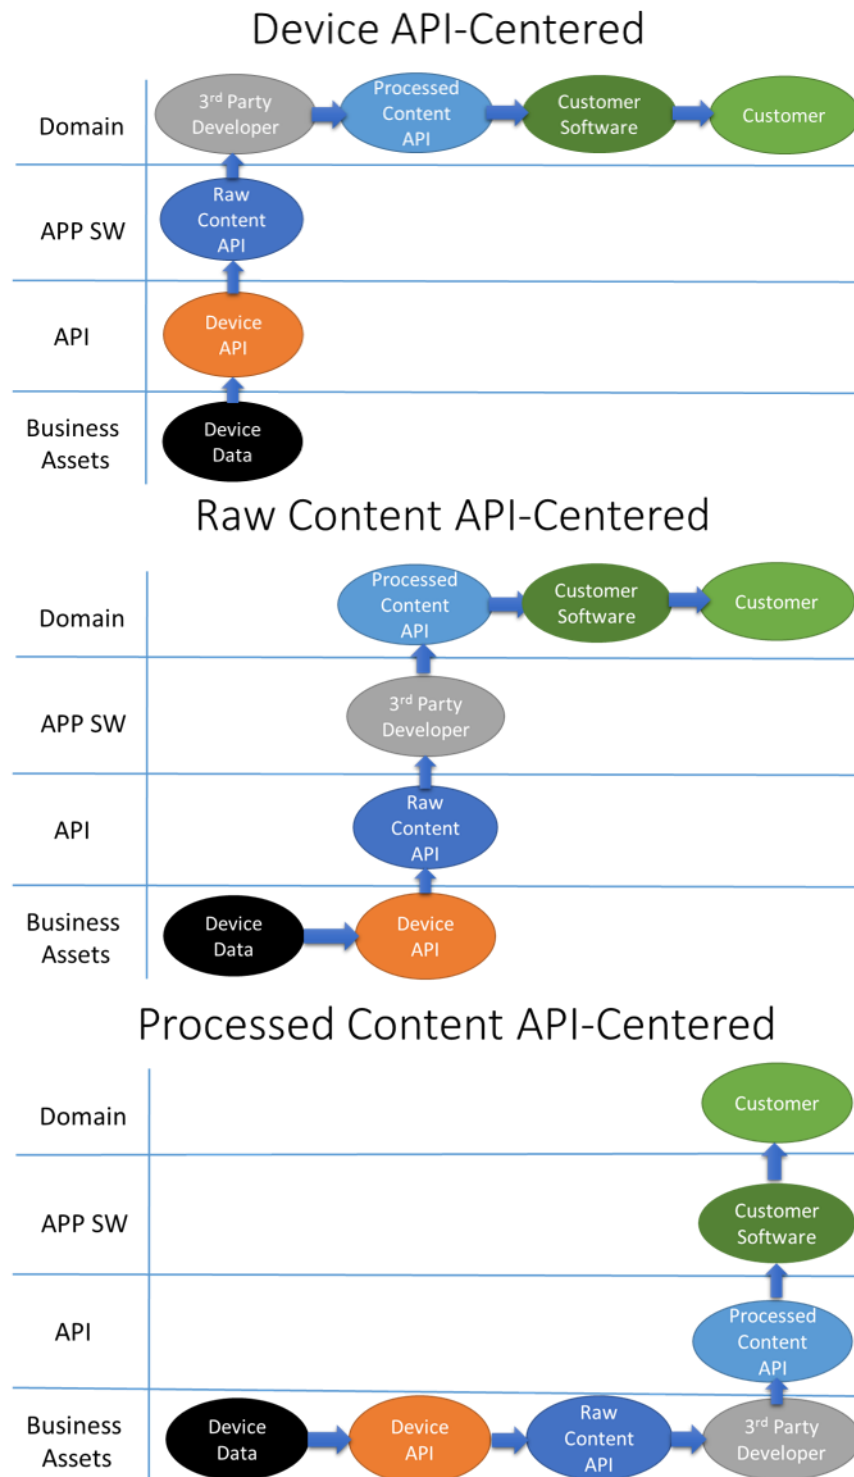 Device API-Centered
Domain
3rd Party
Developer
Processed
Content
API
Customer
Software
Customer
APP SW
Raw
Content
API
API
Device
API
Business
Assets
Device
Data
Raw Content API-Centered
Domain
Processed
Content
API
Customer
Software
Customer
APP SW
3rd Party
Developer
API
Raw
Content
API
Business
Assets
Device
Data
Device
API
Processed Content API-Centered
Domain
Customer
APP SW
Customer
Software
API
Processed
Content
API
Business
Assets
Device
Data
Device
API
Raw
Content
API
3rd Party
Developer